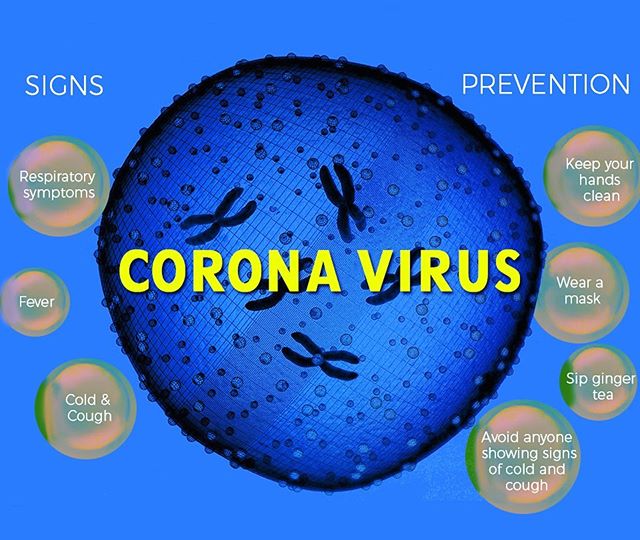 SIGNS
Respiratory
symptoms
Fever
Cold &
Cough
CORONA VIRUS
PREVENTION
Keep your
hands
clean
Wear a
mask
Sip ginger
tea
Avoid anyone
showing signs
of cold and
cough